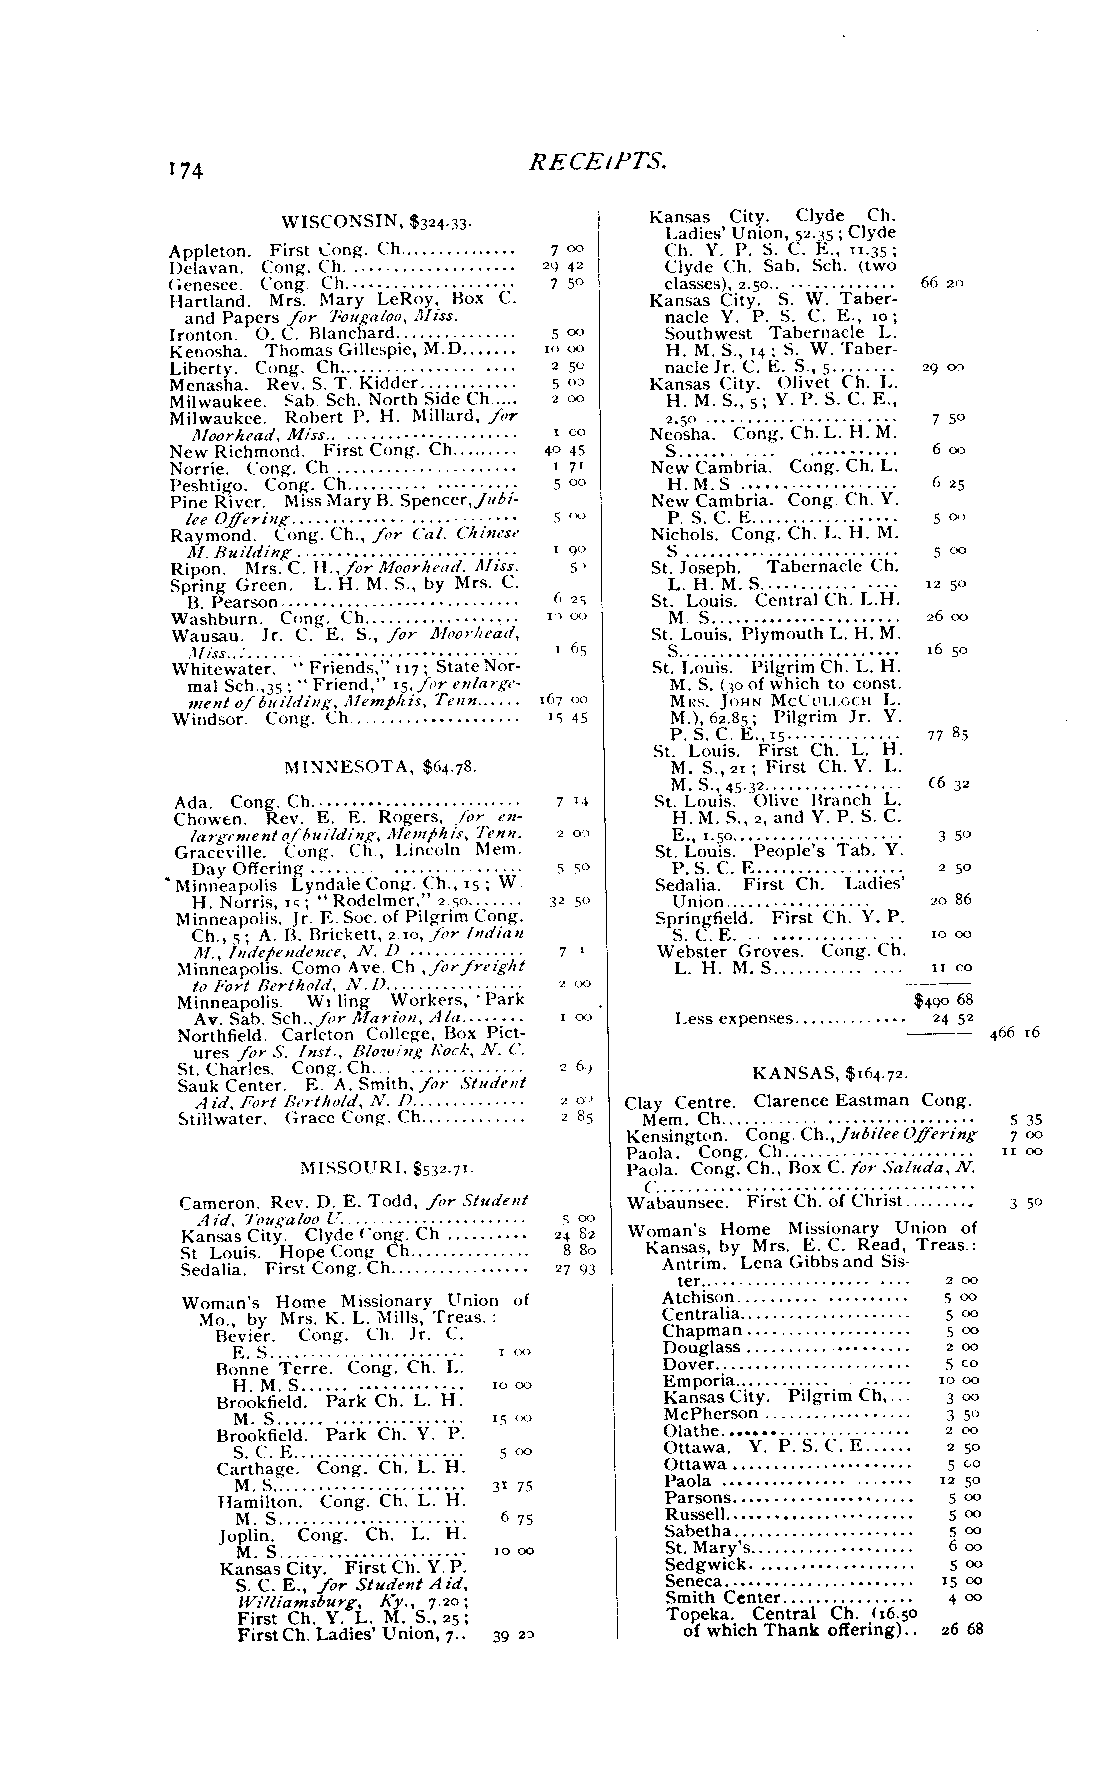 174
RECEIPTS.
WISCONSIN, $324.33.
Appleton. First Cong. Ch............... 7 00
Delavan. Cong. Ch..................... 29 42
Genesee. Cong. Ch..................... 7 50
Hartland. Mrs. Mary LeRoy, Box C.
and Papers for Tougaloo, Miss.
Ironton. O. C. Blanchard............... 5 00
Kenosha. Thomas Gillespie, M.D....... 10 00
Liberty. Cong. Ch..................... 2 50
Menasha. Rev. S. T. Kidder............ 5 00
Milwaukee. Sab. Sch. North Side Ch.... 2 00
Milwaukee. Robert P. H. Millard, for
Moorhead, Miss....................... 1 00
New Richmond. First Cong. Ch......... 40 45
Norrie. Cong. Ch ...................... 1 71
Peshtigo. Cong. Ch.................... 5 00
Pine River. Miss Mary B. Spencer, Jubi-
lee Offering............................ 5 00
Raymond. Cong. Ch., for Cal. Chinese
M. Building........................... 1 90
Ripon. Mrs. C. H., for Moorhead, Miss. 5
Spring Green. L. H. M. S., by Mrs. C.
B. Pearson............................. 6 25
Washburn. Cong. Ch................... 10 00
Wausau. Jr. C. E. S., for Moorhead,
Miss.................................. 1 65
Whitewater. "Friends," 117; State Nor-
mal Sch., 35; "Friend," 15, for enlarge-
ment of building, Memphis, Tenn...... 167 00
Windsor. Cong. Ch..................... 15 45
MINNESOTA, $64.78.
Ada. Cong. Ch.......................... 7 14
Chowen. Rev. E. E. Rogers, for en-
largement of building, Memphis, Tenn. 2 00
Graceville. Cong. Ch., Lincoln Mem.
Day Offering ......................... 5 50
Minneapolis Lyndale Cong. Ch., 15; W.
H. Norris, 15; "Rodelmer," 2.50....... 32 50
Minneapolis. Jr. E. Soc. of Pilgrim Cong.
Ch., 5; A. B. Brickett, 2.10, for Indian
M., Independence, N. D .............. 7 1
Minneapolis. Como Ave. Ch., for freight
to Fort Berthold, N. D................. 2 00
Minneapolis. Wi ling Workers, Park
Av. Sab. Sch., for Marion, Ala........ 1 00
Northfield. Carleton College, Box Pict-
ures for S. Inst., Blowing Rock, N. C.
St. Charles. Cong. Ch.................. 2 6
Sauk Center. E. A. Smith, for Student
Aid, Fort Berthold, N. D.............. 2 00
Stillwater. Grace Cong. Ch............. 2 85
MISSOURI, $532.71.
Cameron. Rev. D. E. Todd, for Student
Aid, Tougaloo U....................... 5 00
Kansas City. Clyde Cong. Ch .......... 24 82
St Louis. Hope Cong Ch............... 8 80
Sedalia. First Cong. Ch................. 27 93
Woman's Home Missionary Union of
Mo., by Mrs. K. L. Mills, Treas.:
Bevier. Cong. Ch. Jr. C.
E. S........................ 1 00
Bonne Terre. Cong. Ch. L.
H. M. S.................... 10 00
Brookfield. Park Ch. L. H.
M. S....................... 15 00
Brookfield. Park Ch. Y. P.
S. C. E..................... 5 00
Carthage. Cong. Ch. L. H.
M. S........................ 31 75
Hamilton. Cong. Ch. L. H.
M. S....................... 6 75
Joplin. Cong. Ch. L. H.
M. S....................... 10 00
Kansas City. First Ch. Y. P.
S. C. E., for Student Aid,
Williamsburg, Ky., 7.20;
First Ch. Y. L. M. S., 25;
First Ch. Ladies' Union, 7.. 39 20
Kansas City. Clyde Ch.
Ladies' Union, 52.35; Clyde
Ch. Y. P. S. C. E., 11.35;
Clyde Ch. Sab. Sch. (two
classes), 2.50............... 66 20
Kansas City. S. W. Taber-
nacle Y. P. S. C. E., 10;
Southwest Tabernacle L.
H. M. S., 14; S. W. Taber-
nacle Jr. C. E. S., 5........ 29 00
Kansas City. Olivet Ch. L.
H. M. S., 5; Y. P. S. C. E.,
2.50 ....................... 7 50
Neosha. Cong. Ch. L. H. M.
S........................... 6 00
New Cambria. Cong. Ch. L.
H. M. S ................... 6 25
New Cambria. Cong. Ch. Y.
P. S. C. E.................. 5 00
Nichols. Cong. Ch. L. H. M.
S .......................... 5 00
St. Joseph. Tabernacle Ch.
L. H. M. S................. 12 50
St. Louis. Central Ch. L.H.
M. S....................... 26 00
St. Louis. Plymouth L. H. M.
S........................... 16 50
St. Louis. Pilgrim Ch. L. H.
M. S. (30 of which to const.
MRS. JOHN MCCULLOCH L.
M.), 62.85; Pilgrim Jr. Y.
P. S. C. E., 15.............. 77 85
St. Louis. First Ch. L. H.
M. S., 21; First Ch. Y. L.
M. S., 45.32................. 66 32
St. Louis. Olive Branch L.
H. M. S., 2, and Y. P. S. C.
E., 1.50..................... 3 50
St. Louis. People's Tab. Y.
P. S. C. E.................. 2 50
Sedalia. First Ch. Ladies'
Union.................. 20 86
Springfield. First Ch. Y. P.
S. C. E..................... 10 00
Webster Groves. Cong. Ch.
L. H. M. S................ 11 00
$490 68
Less expenses.............. 24 52
466 16
KANSAS, $164.72.
Clay Centre. Clarence Eastman Cong.
Mem. Ch............................... 5 35
Kensington. Cong. Ch., Jubilee Offering 7 00
Paola. Cong. Ch........................ 11 00
Paola. Cong. Ch., Box C. for Saluda, N.
C.......................................
Wabaunsee. First Ch. of Christ......... 3 50
Woman's Home Missionary Union of
Kansas, by Mrs. E. C. Read, Treas.:
Antrim. Lena Gibbs and Sis-
ter......................... 2 00
Atchison..................... 5 00
Centralia..................... 5 00
Chapman .................... 5 00
Douglass .................... 2 00
Dover........................ 5 00
Emporia..................... 10 00
Kansas City. Pilgrim Ch.... 3 00
McPherson .................. 3 50
Olathe....................... 2 00
Ottawa. Y. P. S. C. E...... 2 50
Ottawa ...................... 5 00
Paola ....................... 12 50
Parsons...................... 5 00
Russell....................... 5 00
Sabetha...................... 5 00
St. Mary's.................... 6 00
Sedgwick.................... 5 00
Seneca....................... 15 00
Smith Center................ 4 00
Topeka. Central Ch. (16.50
of which Thank offering).. 26 68